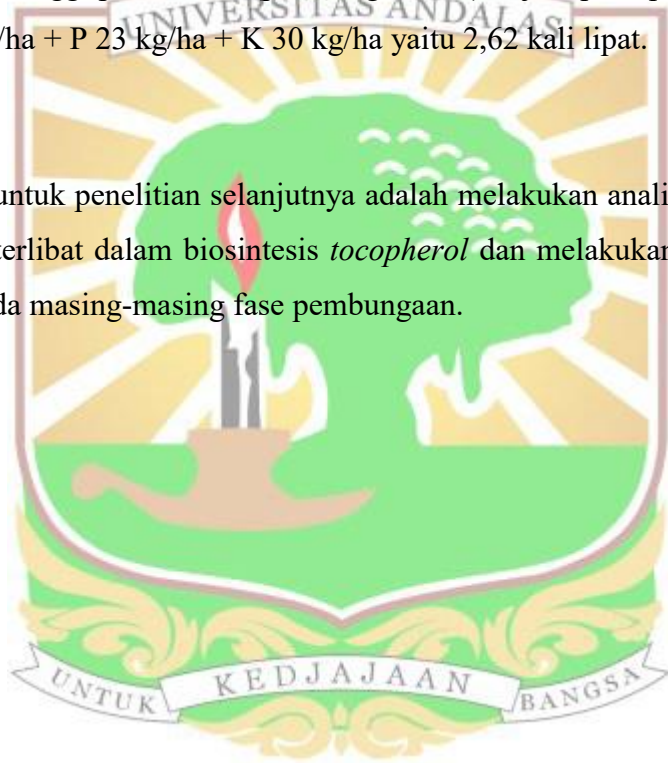 UNIVERSITAS ANDALAS
/ha + P 23 kg/ha + K 30 kg/ha yaitu 2,62 kali lipat.
untuk penelitian selanjutnya adalah melakukan anali
terlibat dalam biosintesis tocopherol dan melakukan
da masing-masing fase pembungaan.
UNTUK KEDJAJAAN BANGSA